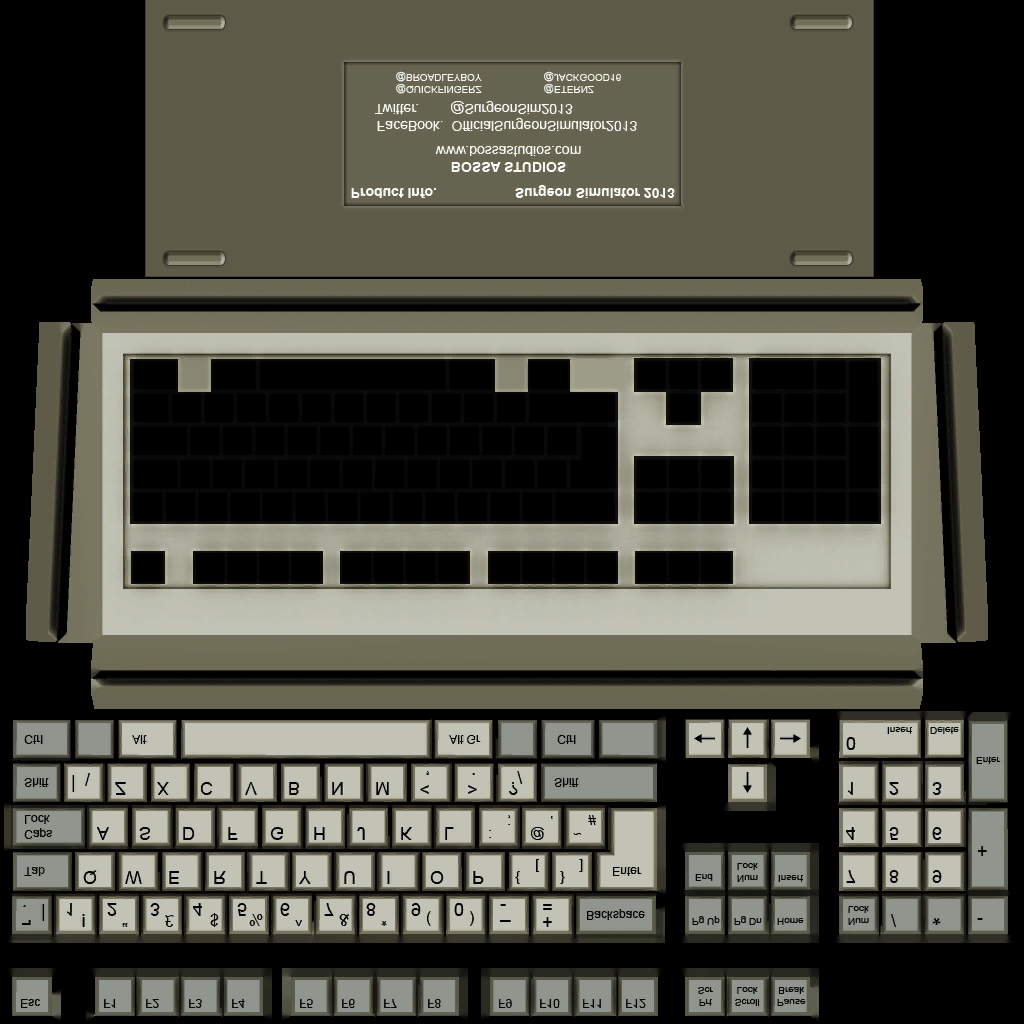 Esc F1 F2 F3 F4 F5 F6 F7 F8 F9 F10 F11 F12 Prt Scr Scroll Lock Pause Break
¬ | ! 1 " 2 £ 3 $ 4 % 5 ^ 6 & 7 * 8 ( 9 ) 0 _ - + = Backspace Pg Up Pg Dn Home Num Lock / * -
Tab Q W E R T Y U I O P { [ } ] Enter End Num Lock Insert 7 8 9 +
Caps Lock A S D F G H J K L : ; @ ' ~ # 4 5 6
Shift | \ Z X C V B N M < , > . ? / Shift ↓ 1 2 3 Enter
Ctrl Alt Alt Gr Ctrl ← ↑ → 0 Insert Delete
Product Info. Surgeon Simulator 2013
BOSSA STUDIOS
www.bossastudios.com
FaceBook. OfficialSurgeonSimulator2013
Twitter. @SurgeonSim2013
@QUICKFINGERZ @ETERNZ
@BROADLEYBOY @JACKGOOD16